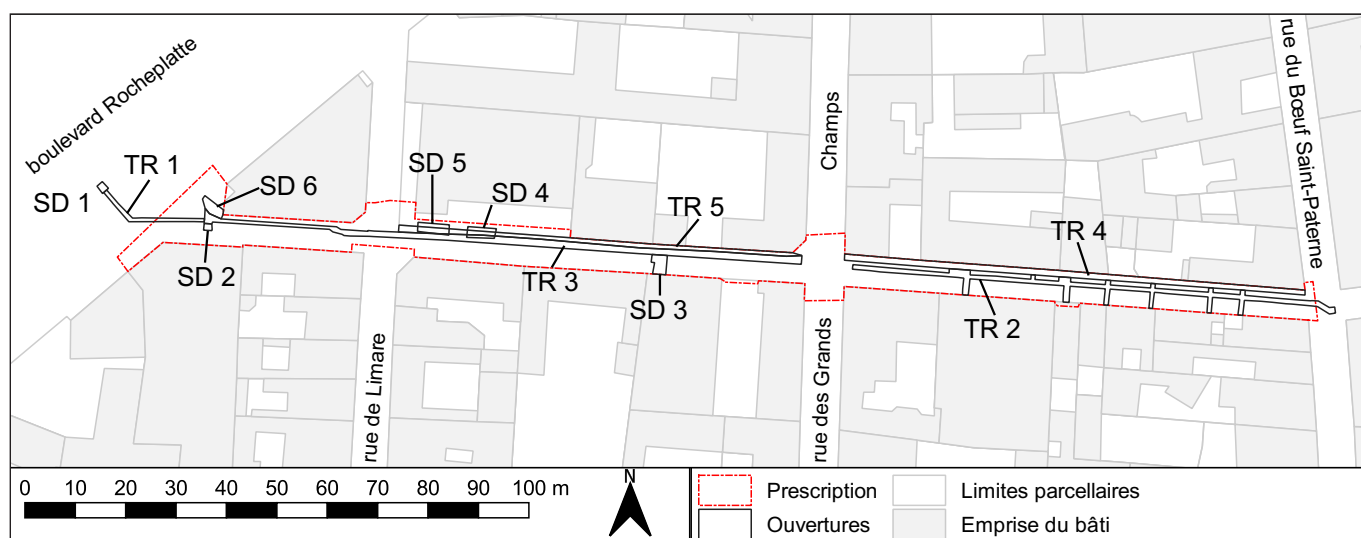 boulevard Rocheplatte
SD 1
TR 1
SD 6
SD 2
SD 5
SD 4
TR 5
TR 3
SD 3
TR 4
TR 2
rue de Limare
rue des Grands Champs
rue du Bœuf Saint-Paterne
0 10 20 30 40 50 60 70 80 90 100 m
N
Prescription
Limites parcellaires
Ouvertures
Emprise du bâti